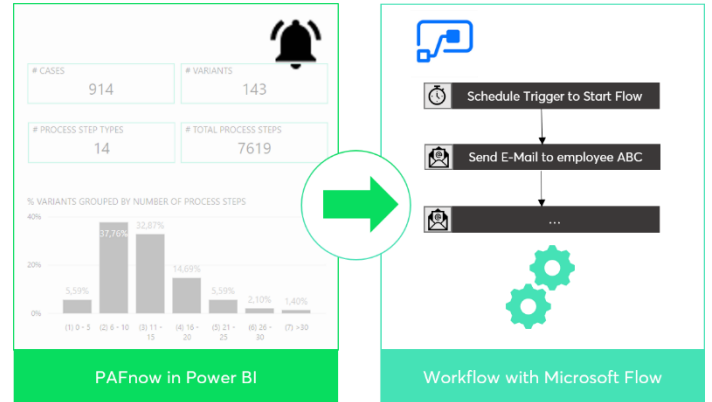 # CASES
914
# VARIANTS
143
# PROCESS STEP TYPES
14
# TOTAL PROCESS STEPS
7619
% VARIANTS GROUPED BY NUMBER OF PROCESS STEPS
40%
20%
0%
5,59%
37,76%
32,87%
14,69%
5,59%
2,10%
1,40%
(1) 0 - 5
(2) 6 - 10
(3) 11 -
15
(4) 16 -
20
(5) 21 -
25
(6) 26 -
30
(7) >30
PAFnow in Power BI
Schedule Trigger to Start Flow
Send E-Mail to employee ABC
...
Workflow with Microsoft Flow